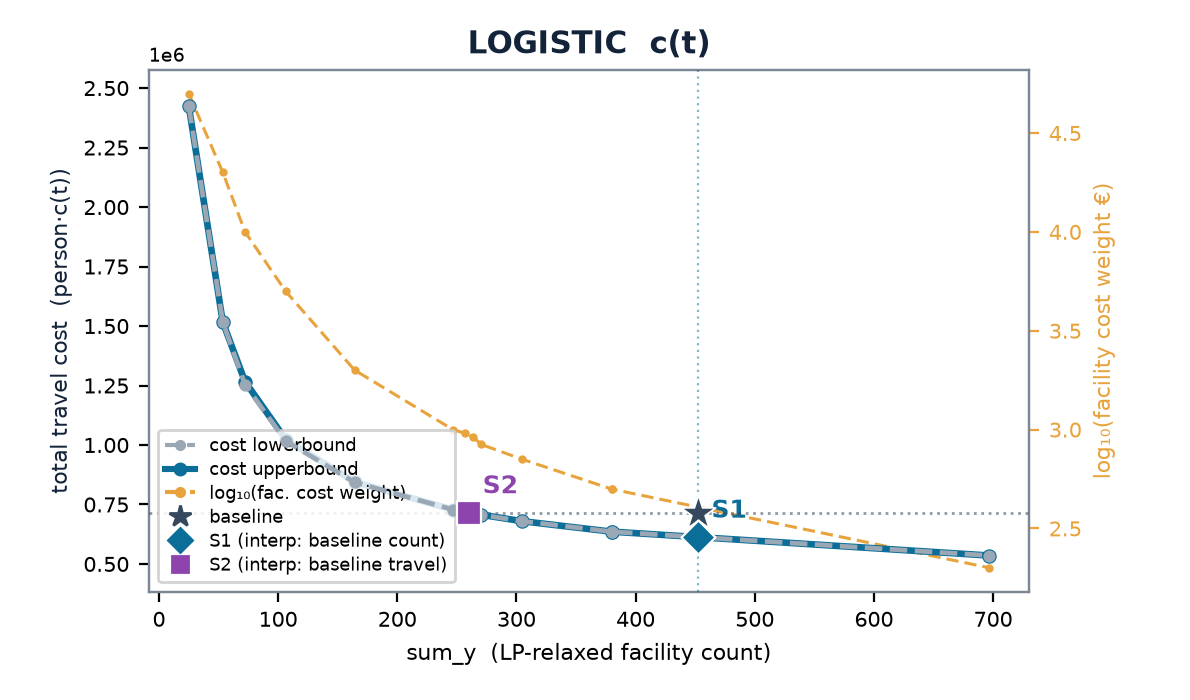 LOGISTIC c(t)
1e6
2.50
2.25
2.00
1.75
1.50
1.25
1.00
0.75
0.50
total travel cost (person·c(t))
4.5
4.0
3.5
3.0
2.5
log₁₀(facility cost weight €)
cost lowerbound
cost upperbound
log₁₀(fac. cost weight)
baseline
S1 (interp: baseline count)
S2 (interp: baseline travel)
S2
S1
0 100 200 300 400 500 600 700
sum_y (LP-relaxed facility count)